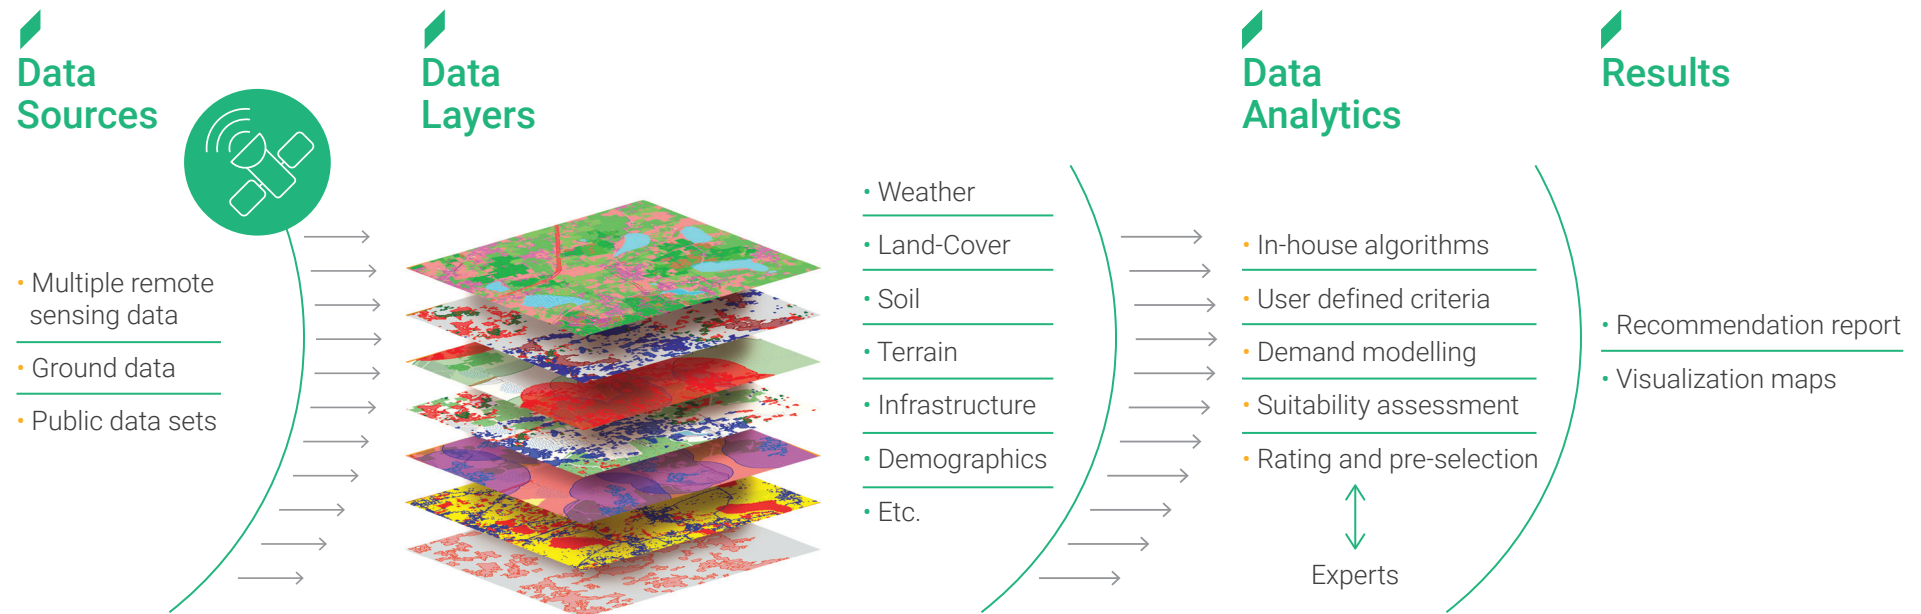 Data
Sources
• Multiple remote
sensing data
• Ground data
• Public data sets
Data
Layers
• Weather
• Land-Cover
• Soil
• Terrain
• Infrastructure
• Demographics
• Etc.
Data
Analytics
• In-house algorithms
• User defined criteria
• Demand modelling
• Suitability assessment
• Rating and pre-selection
Experts
Results
• Recommendation report
• Visualization maps